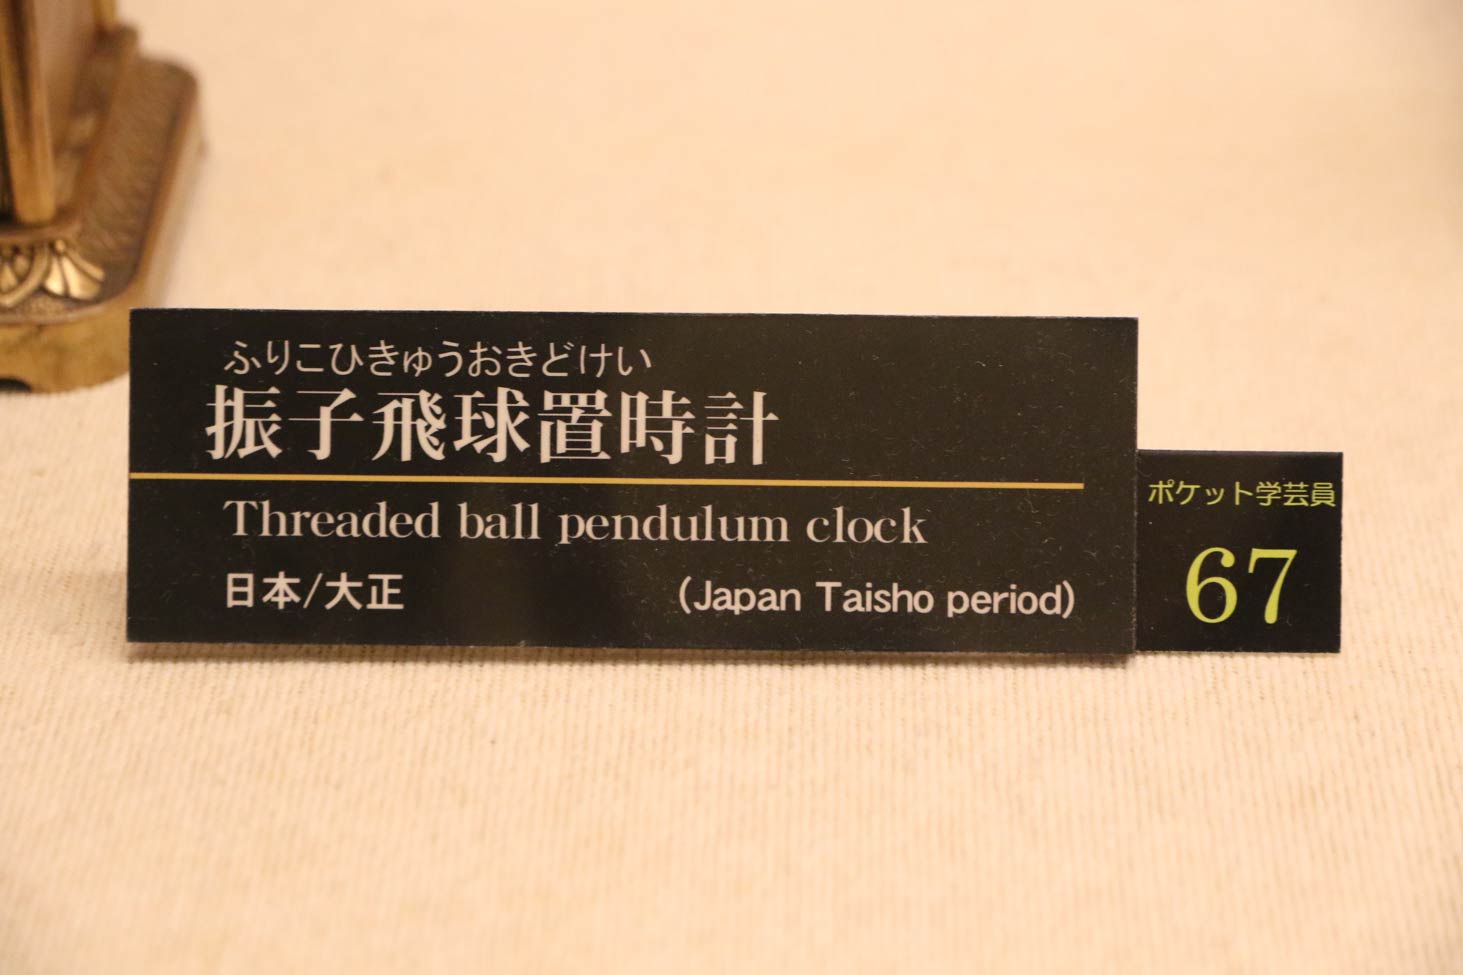 ふりこひきゅうおきどけい
振子飛球置時計
Threaded ball pendulum clock
日本/大正
(Japan Taisho period)
ポケット学芸員
67